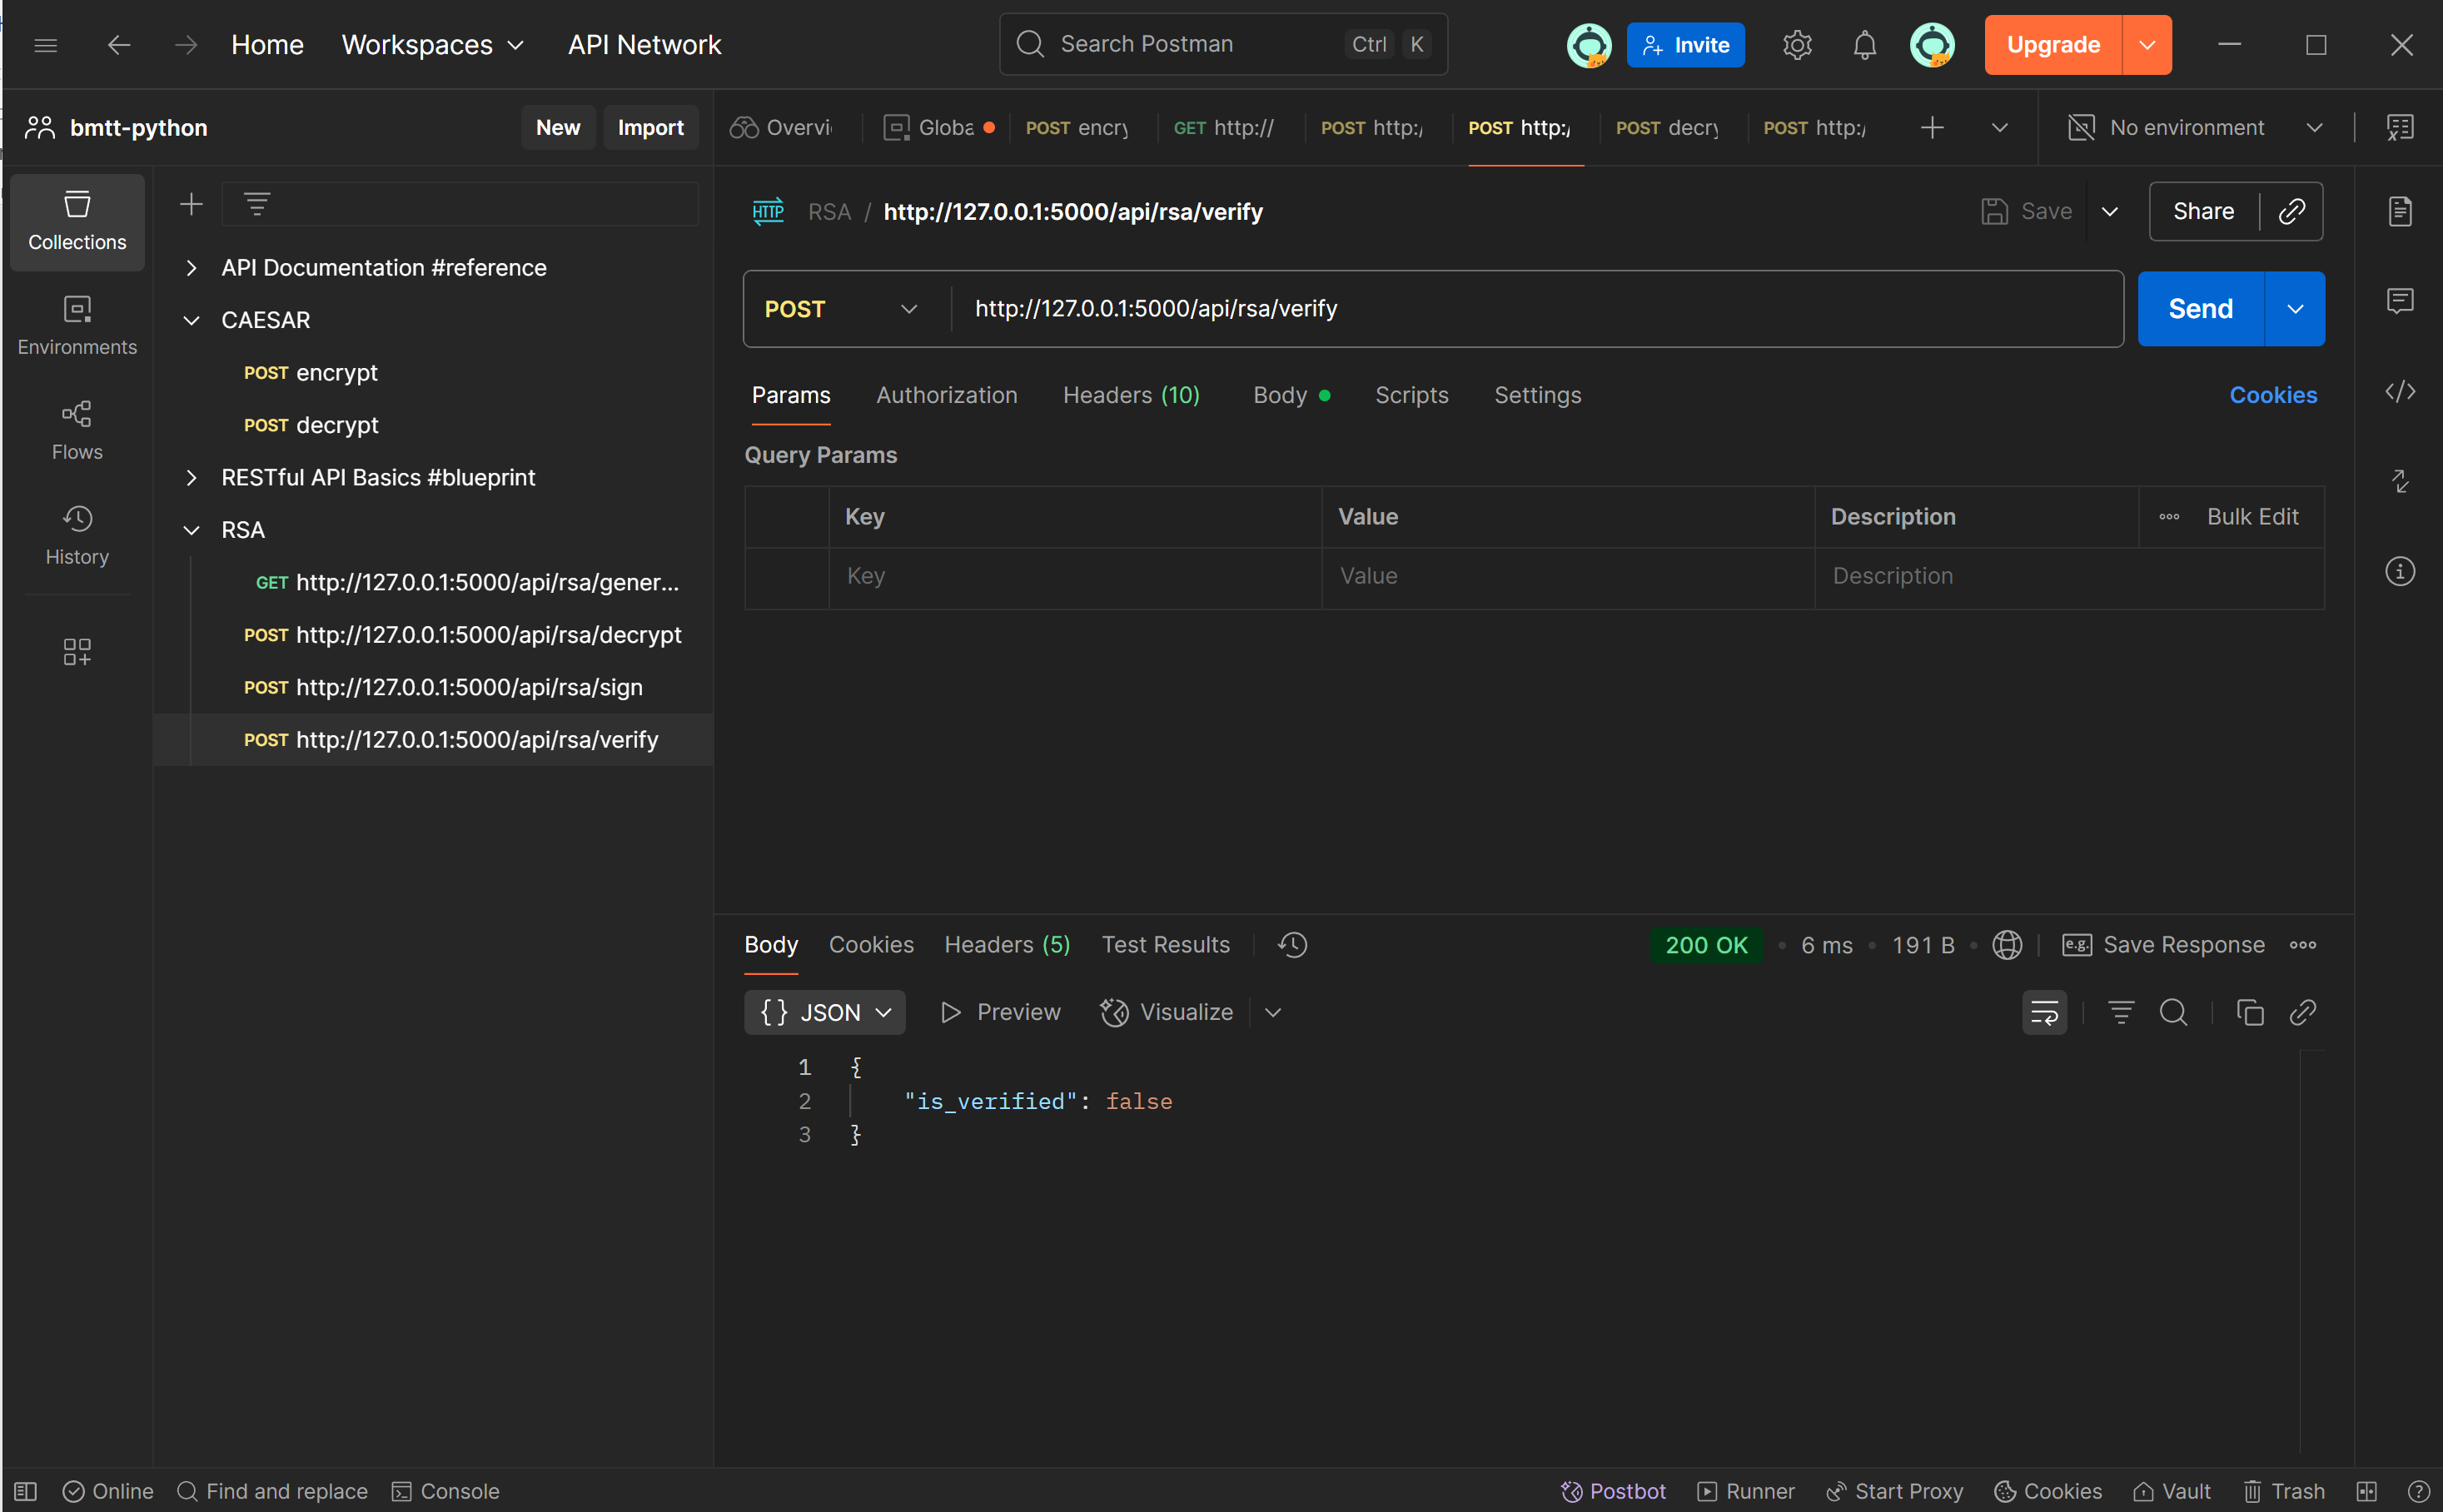 Home Workspaces API Network Search Postman Ctrl K Invite Upgrade
bmtt-python New Import Overvi Globa POST encry GET http:// POST http:/ POST http:/ POST decry POST http:/ No environment
Collections
Environments
Flows
History
API Documentation #reference
CAESAR
POST encrypt
POST decrypt
RESTful API Basics #blueprint
RSA
GET http://127.0.0.1:5000/api/rsa/gener...
POST http://127.0.0.1:5000/api/rsa/decrypt
POST http://127.0.0.1:5000/api/rsa/sign
POST http://127.0.0.1:5000/api/rsa/verify
HTTP RSA / http://127.0.0.1:5000/api/rsa/verify Save Share
POST http://127.0.0.1:5000/api/rsa/verify Send
Params Authorization Headers (10) Body Scripts Settings Cookies
Query Params
Key Value Description Bulk Edit
Key Value Description
Body Cookies Headers (5) Test Results 200 OK 6 ms 191 B e.g. Save Response
{} JSON Preview Visualize
1 {
2 "is_verified": false
3 }
Online Find and replace Console Postbot Runner Start Proxy Cookies Vault Trash